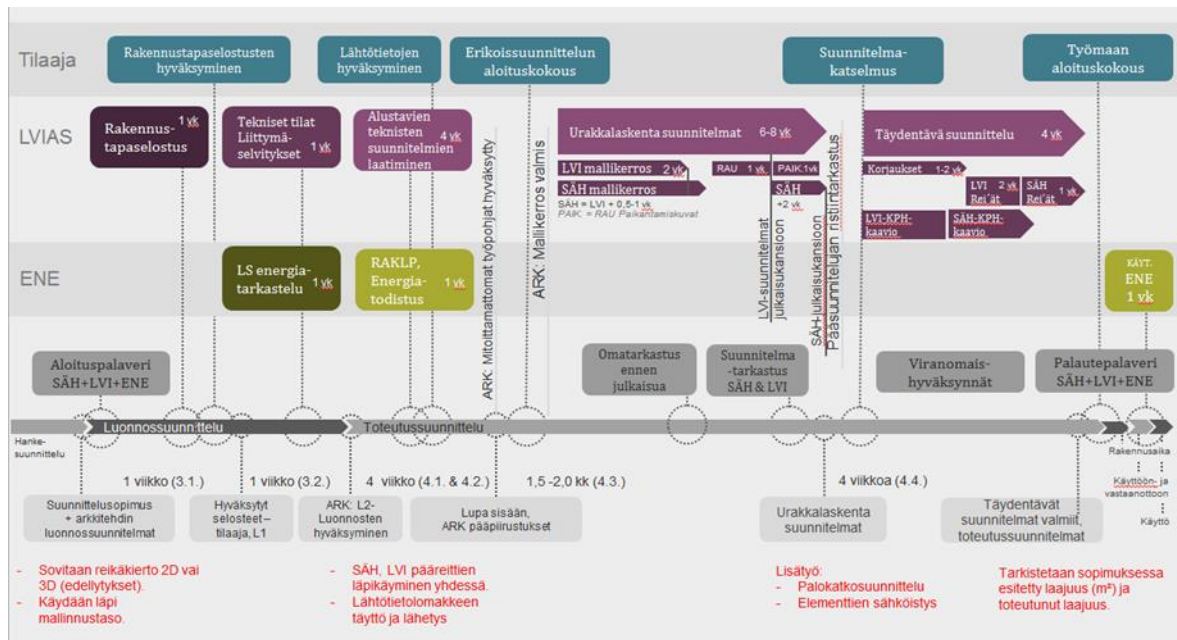 Tilaaja
Rakennustapaselostusten
hyväksyminen
Lähtötietojen
hyväksyminen
Erikoissuunnittelun
aloituskokous
Suunnitelma-
katselmus
Työmaan
aloituskokous
LVIAS
Rakennus-
tapaselostus
1 vk
Tekniset tilat
Liittymä-
selvitykset
1 vk
Alustavien
teknisten
suunnitelmien
laatiminen
4 vk
Urakkalaskenta suunnitelmat 6-8 vk
LVI mallikerros 2 vk
SÄH mallikerros
SÄH = LVI + 0,5-1 vk
PAIK. = RAU Paikantamiskuvat
RAU 1 vk
PAIK.1vk
SÄH
+2 vk
Täydentävä suunnittelu 4 vk
Korjaukset 1-2 vk
LVI 2 vk
Rei´ät
SÄH 1 vk
Rei´ät
LVI-KPH-
kaavio
SÄH-KPH-
kaavio
ARK: Mitoittamattomat työpohjat hyväksytty
ARK: Mallikerros valmis
LVI-suunnitelmat
julkaisukansioon
SÄH-julkaisukansioon
Pääsuunnitelujan ristiintarkastus
ENE
LS energia-
tarkastelu
1 vk
RAKLP,
Energia-
todistus
1 vk
KÄYT.
ENE
1 vk
Aloituspalaveri
SÄH+LVI+ENE
Omatarkastus
ennen
julkaisua
Suunnitelma
-tarkastus
SÄH & LVI
Viranomais-
hyväksynnät
Palautepalaveri
SÄH+LVI+ENE
Hanke-
suunnittelu
Luonnossuunnittelu
Toteutussuunnittelu
Rakennusaika
Käyttöön- ja
vastaanottoon
Käyttö
1 viikko (3.1.)
1 viikko (3.2.)
4 viikko (4.1. & 4.2.)
1,5 -2,0 kk (4.3.)
4 viikkoa (4.4.)
Suunnittelusopimus
+ arkkitehdin
luonnossuunnitelmat
Hyväksytyt
selosteet –
tilaaja, L1
ARK: L2-
Luonnosten
hyväksyminen
Lupa sisään,
ARK pääpiirustukset
Urakkalaskenta
suunnitelmat
Täydentävät
suunnitelmat valmiit,
toteutussuunnitelmat
- Sovitaan reikäkierto 2D vai
3D (edellytykset).
- Käydään läpi
mallinnustaso.
- SÄH, LVI pääreittien
läpikäyminen yhdessä.
- Lähtötietolomakkeen
täyttö ja lähetys
Lisätyö:
- Palokatkosuunnittelu
- Elementtien sähköistys
Tarkistetaan sopimuksessa
esitetty laajuus (m²) ja
toteutunut laajuus.